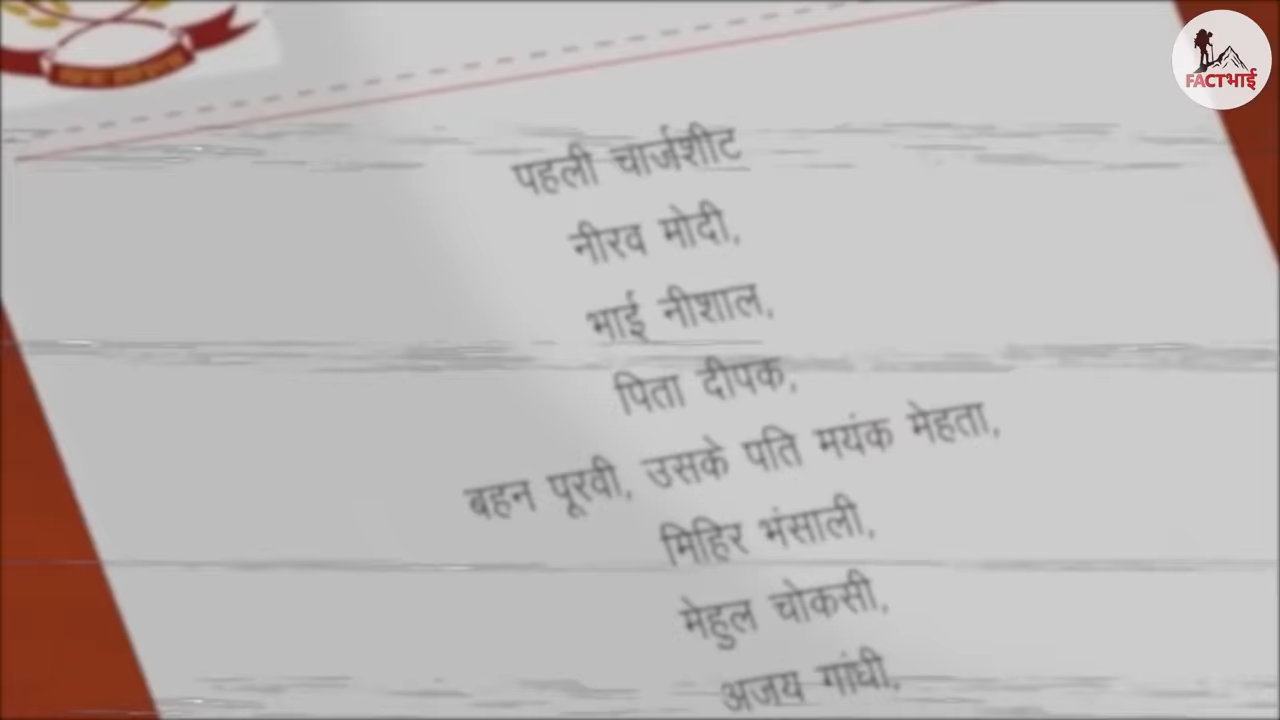 FACTभाई
पहली चार्जशीट
नीरव मोदी,
भाई नीशाल,
पिता दीपक,
बहन पूरवी, उसके पति मयंक मेहता,
मिहिर भंसाली,
मेहुल चोकसी,
अजय गांधी,